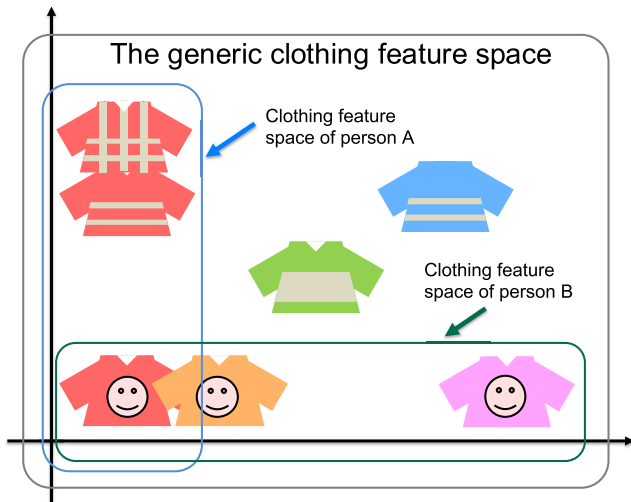 The generic clothing feature space
Clothing feature
space of person A
Clothing feature
space of person B